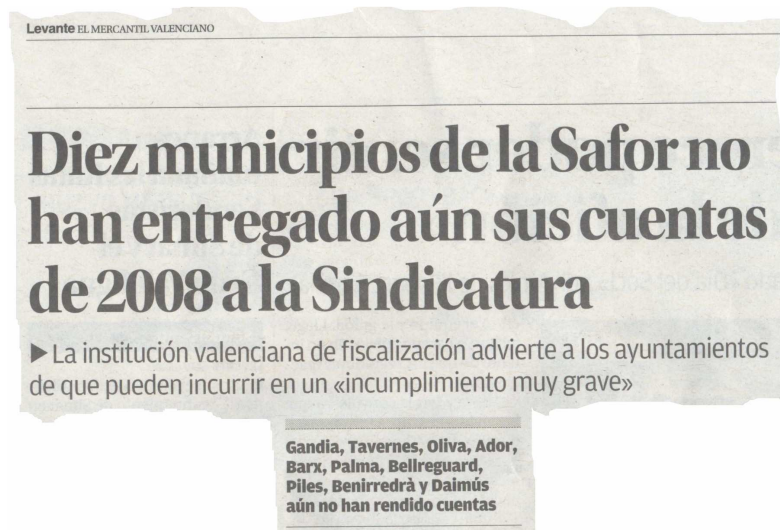 Levante EL MERCANTIL VALENCIANO
Diez municipios de la Safor no
han entregado aún sus cuentas
de 2008 a la Sindicatura
▶ La institución valenciana de fiscalización advierte a los ayuntamientos
de que pueden incurrir en un «incumplimiento muy grave»
Gandia, Tavernes, Oliva, Ador,
Barx, Palma, Bellreguard,
Piles, Benirredrà y Daimús
aún no han rendido cuentas